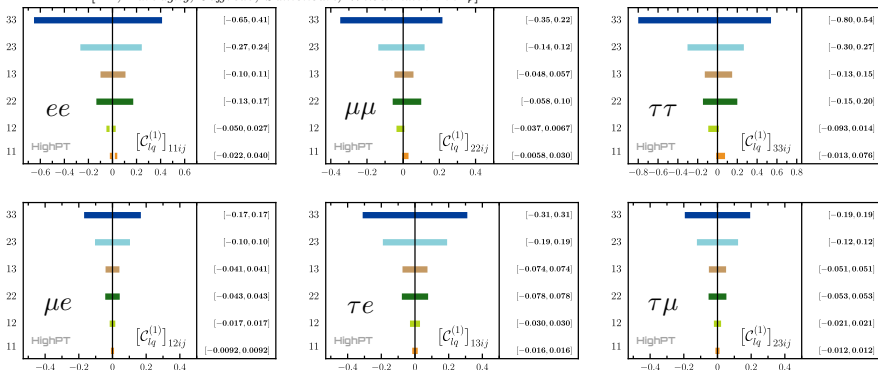 33 [−0.65, 0.41] [−0.35, 0.22] 33 [−0.80, 0.54]
23 [−0.27, 0.24] [−0.14, 0.12] 23 [−0.30, 0.27]
13 [−0.10, 0.11] [−0.048, 0.057] 13 [−0.13, 0.15]
22 ee [−0.13, 0.17] μμ [−0.058, 0.10] 22 ττ [−0.15, 0.20]
12 [−0.050, 0.027] [−0.037, 0.0067] 12 [−0.093, 0.014]
11 HighPT [C_{lq}^{(1)}]_{11ij} [−0.022, 0.040] HighPT [C_{lq}^{(1)}]_{22ij} [−0.0058, 0.030] 11 HighPT [C_{lq}^{(1)}]_{33ij} [−0.013, 0.076]
−0.6 −0.4 −0.2 0 0.2 0.4 0.6 −0.2 0 0.2 0.4 −0.8 −0.6 −0.4 −0.2 0 0.2 0.4 0.6 0.8
33 [−0.17, 0.17] [−0.31, 0.31] [−0.19, 0.19]
23 [−0.10, 0.10] [−0.19, 0.19] [−0.12, 0.12]
13 [−0.041, 0.041] [−0.074, 0.074] [−0.051, 0.051]
22 μe [−0.043, 0.043] τe [−0.078, 0.078] τμ [−0.053, 0.053]
12 [−0.017, 0.017] [−0.030, 0.030] [−0.021, 0.021]
11 HighPT [C_{lq}^{(1)}]_{12ij} [−0.0092, 0.0092] HighPT [C_{lq}^{(1)}]_{13ij} [−0.016, 0.016] HighPT [C_{lq}^{(1)}]_{23ij} [−0.012, 0.012]
−0.4 −0.2 0 0.2 0.4 −0.4 −0.2 0 0.2 0.4 −0.4 −0.2 0 0.2 0.4